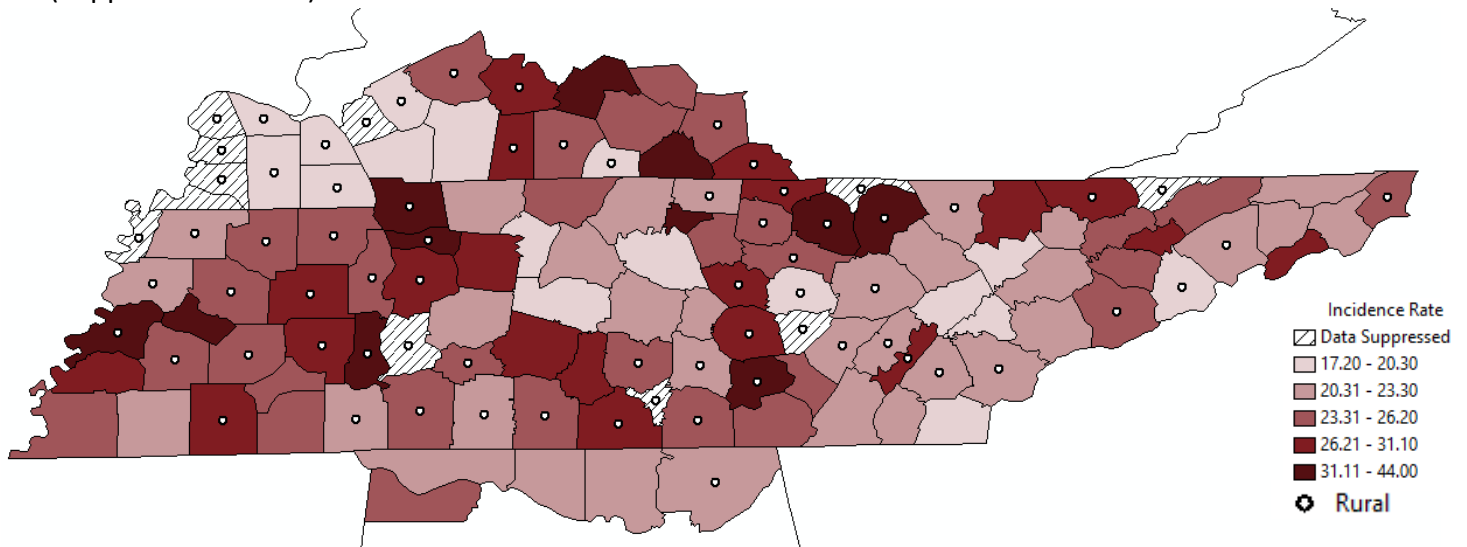 Incidence Rate
Data Suppressed
17.20 - 20.30
20.31 - 23.30
23.31 - 26.20
26.21 - 31.10
31.11 - 44.00
Rural